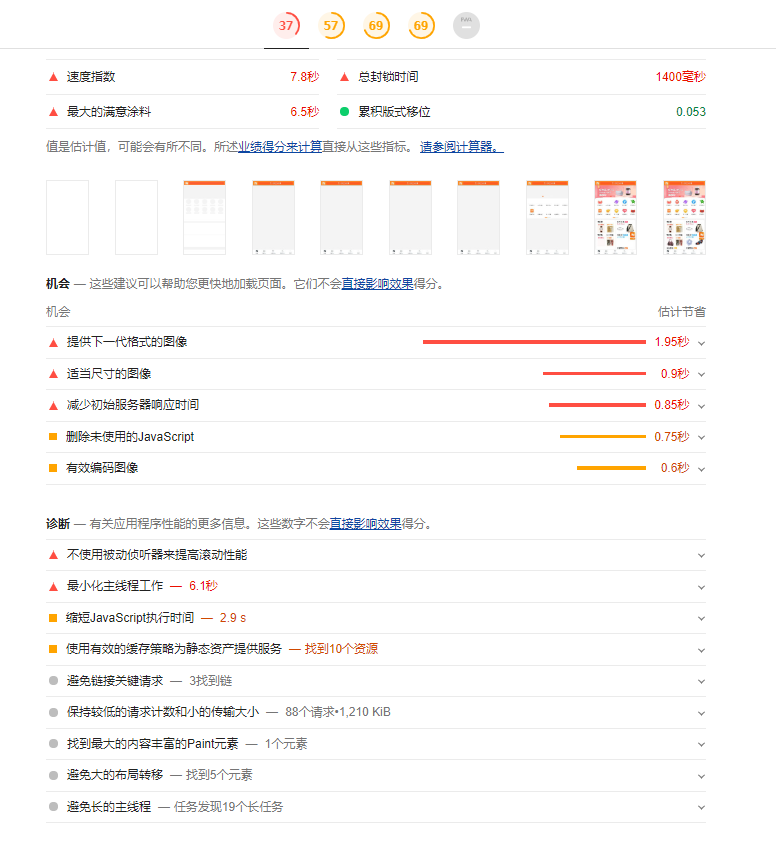 37 57 69 69
速度指数 7.8秒 总封锁时间 1400毫秒
最大的满意涂料 6.5秒 累积版式移位 0.053
值是估计值，可能会有所不同。所述业绩得分来计算直接从这些指标。 请参阅计算器。
机会 — 这些建议可以帮助您更快地加载页面。它们不会直接影响效果得分。
机会 估计节省
提供下一代格式的图像 1.95秒
适当尺寸的图像 0.9秒
减少初始服务器响应时间 0.85秒
删除未使用的JavaScript 0.75秒
有效编码图像 0.6秒
诊断 — 有关应用程序性能的更多信息。这些数字不会直接影响效果得分。
不使用被动侦听器来提高滚动性能
最小化主线程工作 — 6.1秒
缩短JavaScript执行时间 — 2.9 s
使用有效的缓存策略为静态资产提供服务 — 找到10个资源
避免链接关键请求 — 3找到链
保持较低的请求计数和小的传输大小 — 88个请求•1,210 KiB
找到最大的内容丰富的Paint元素 — 1个元素
避免大的布局转移 — 找到5个元素
避免长的主线程 — 任务发现19个长任务